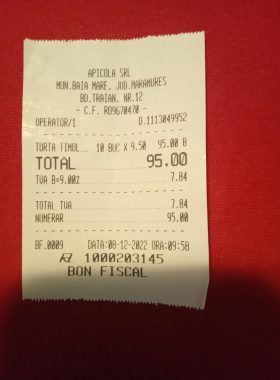 APICOLA SRL
MUN.BAIA MARE, JUD.MARAMURES
BD.TRAIAN, NR.12
- C.F. RO9670470 -
OPERATOR/1 D.1113049952
TURTA TIMOL 10 BUC X 9.50 95.00 B
TOTAL 95.00
TVA B=9.00% 7.84
TOTAL TVA 7.84
NUMERAR 95.00
BF.0009 DATA:08-12-2022 ORA:09:58
1000203145
BON FISCAL